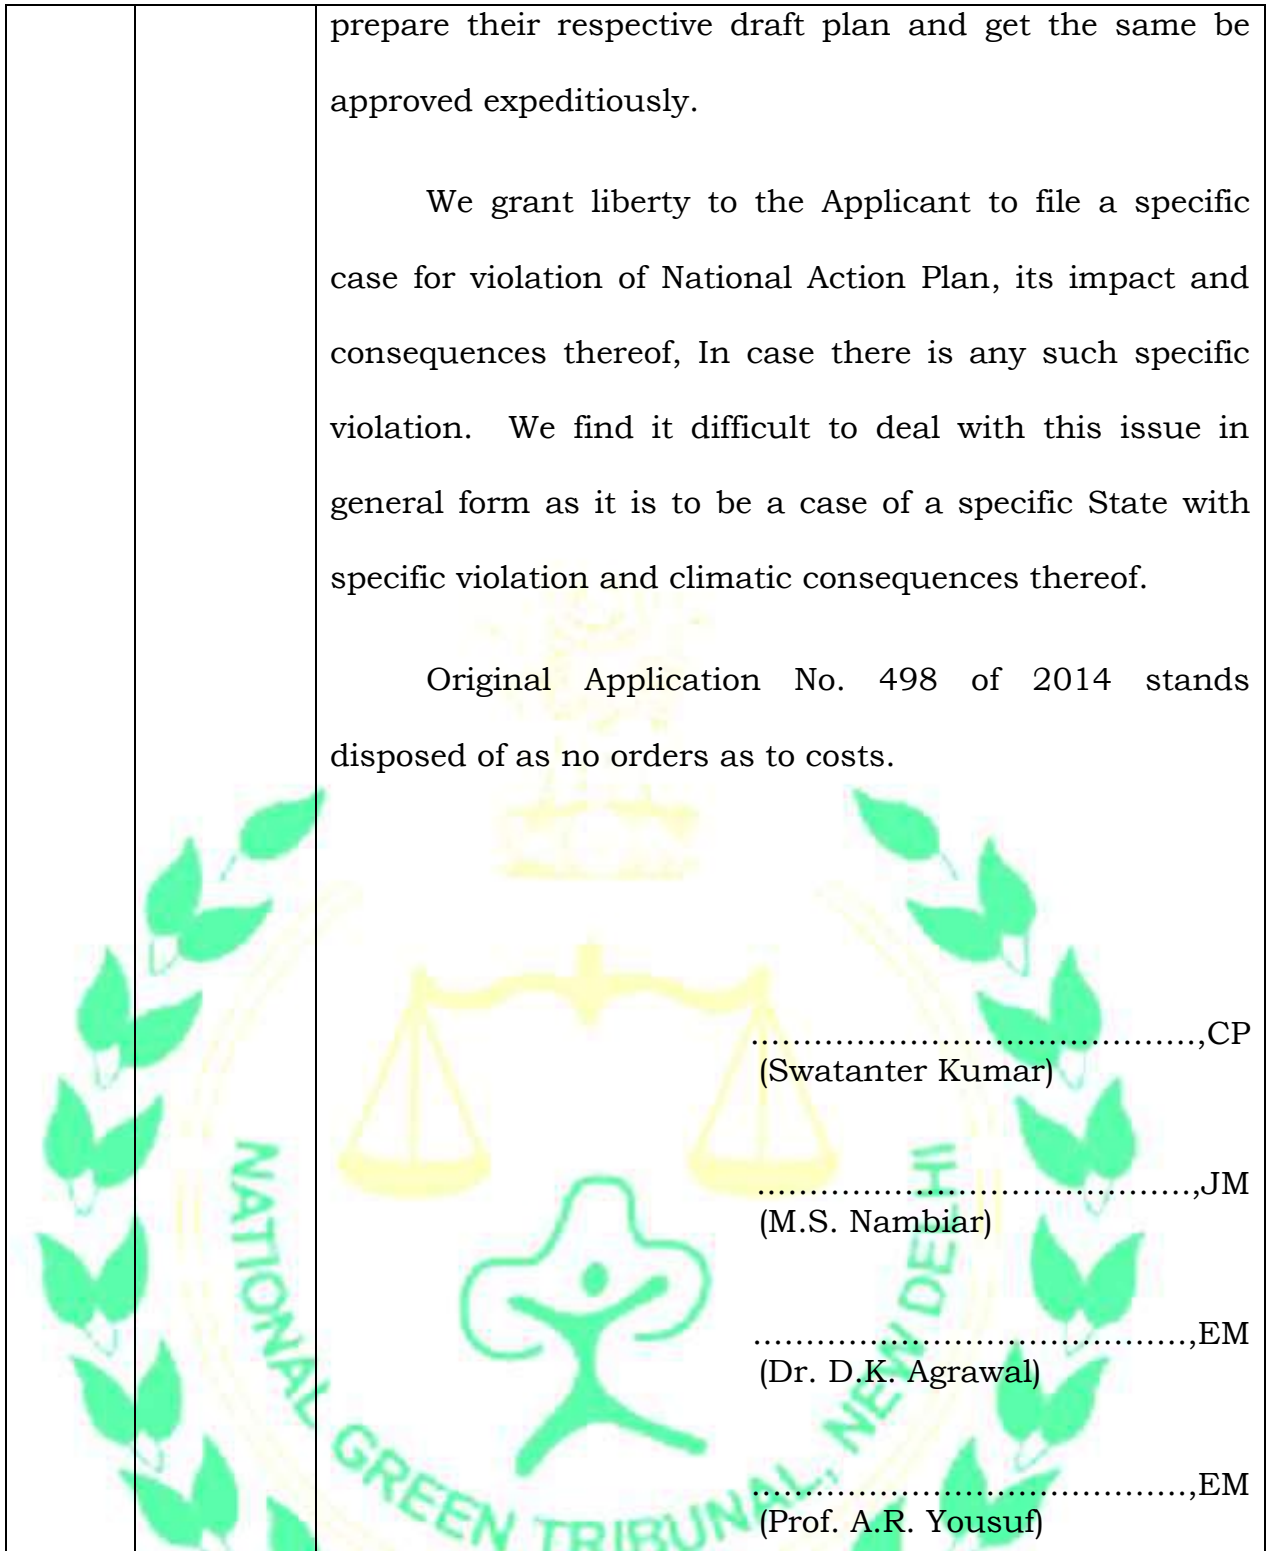 prepare their respective draft plan and get the same be
approved expeditiously.
We grant liberty to the Applicant to file a specific
case for violation of National Action Plan, its impact and
consequences thereof, In case there is any such specific
violation. We find it difficult to deal with this issue in
general form as it is to be a case of a specific State with
specific violation and climatic consequences thereof.
Original Application No. 498 of 2014 stands
disposed of as no orders as to costs.
.........................................,CP
(Swatanter Kumar)
.........................................,JM
(M.S. Nambiar)
.........................................,EM
(Dr. D.K. Agrawal)
.........................................,EM
(Prof. A.R. Yousuf)
NATIONAL GREEN TRIBUNAL, NEW DELHI